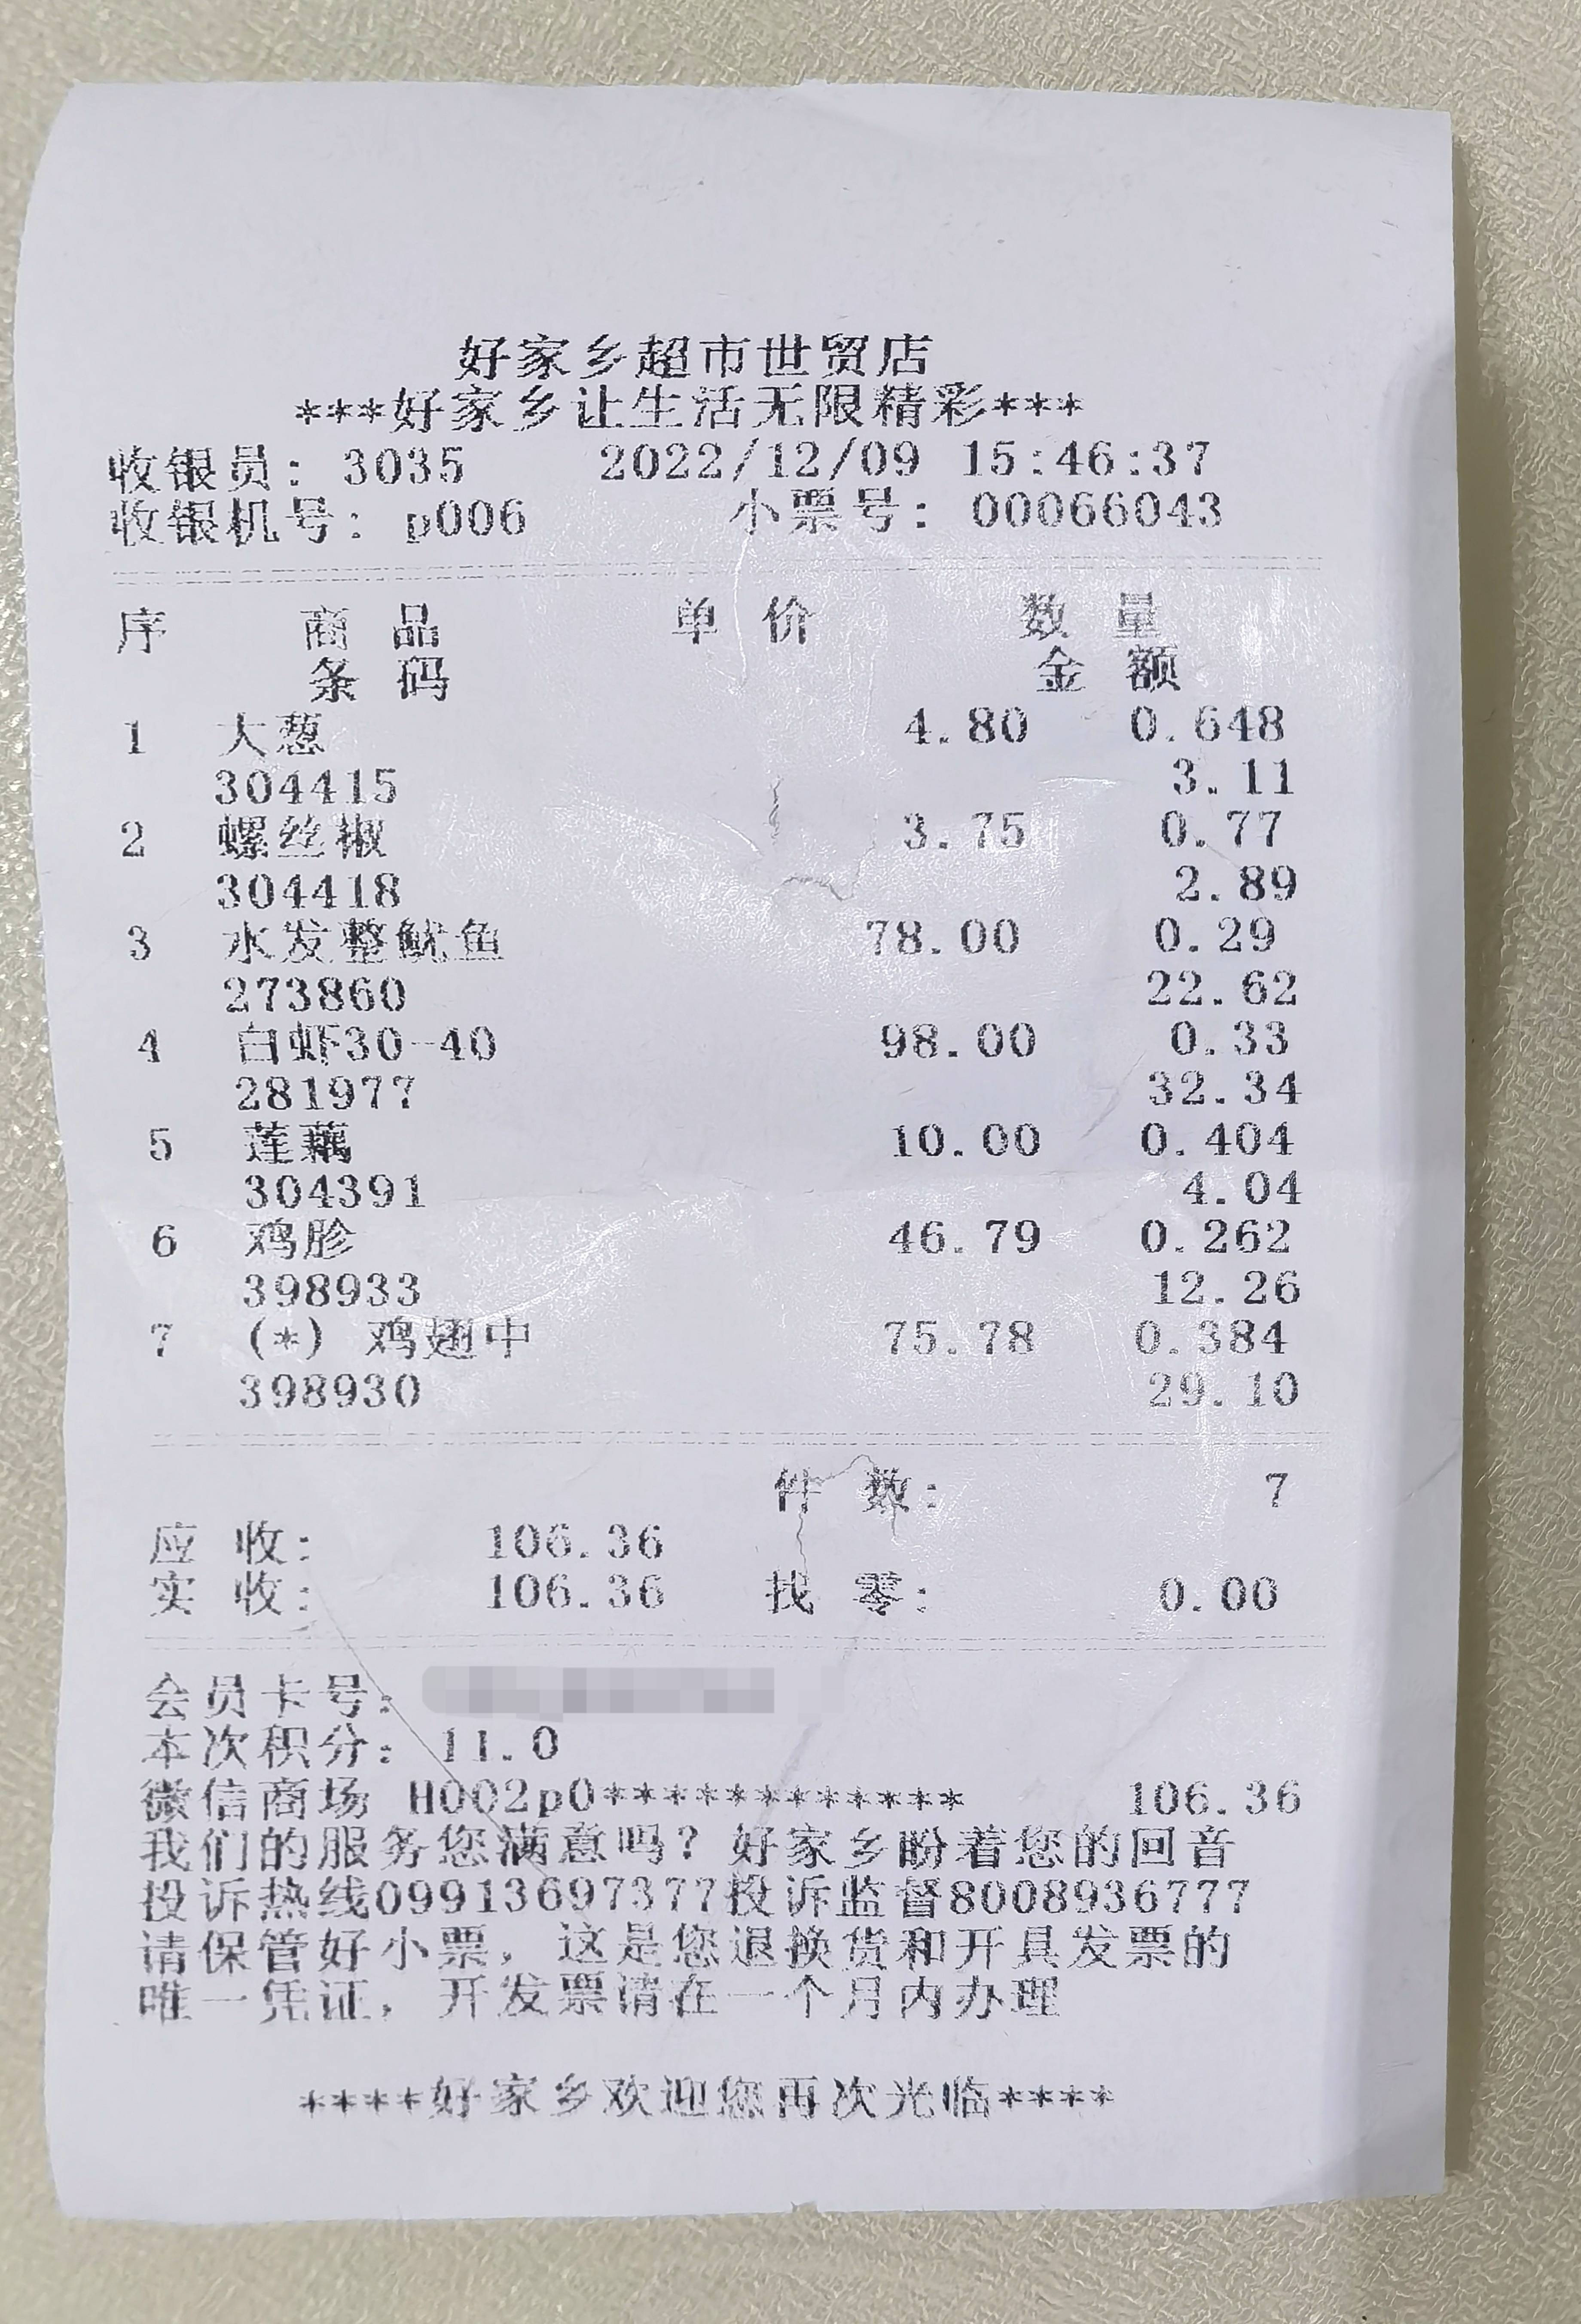 好家乡超市世贸店
***好家乡让生活无限精彩***
收银员: 3035 2022/12/09 15:46:37
收银机号: p006 小票号: 00066043
序 商 品 单 价 数 量
条 码 金 额
1 大葱 4.80 0.648
304415 3.11
2 螺丝椒 3.75 0.77
304418 2.89
3 水发整鱿鱼 78.00 0.29
273860 22.62
4 白虾30-40 98.00 0.33
281977 32.34
5 莲藕 10.00 0.404
304391 4.04
6 鸡胗 46.79 0.262
398933 12.26
7 (*) 鸡翅中 75.78 0.384
398930 29.10
件 数: 7
应 收: 106.36
实 收: 106.36 找 零: 0.00
会员卡号:
本次积分: 11.0
微信商场 H002p0************ 106.36
我们的服务您满意吗？好家乡盼着您的回音
投诉热线09913697377投诉监督8008936777
请保管好小票，这是您退换货和开具发票的
唯一凭证，开发票请在一个月内办理
****好家乡欢迎您再次光临****